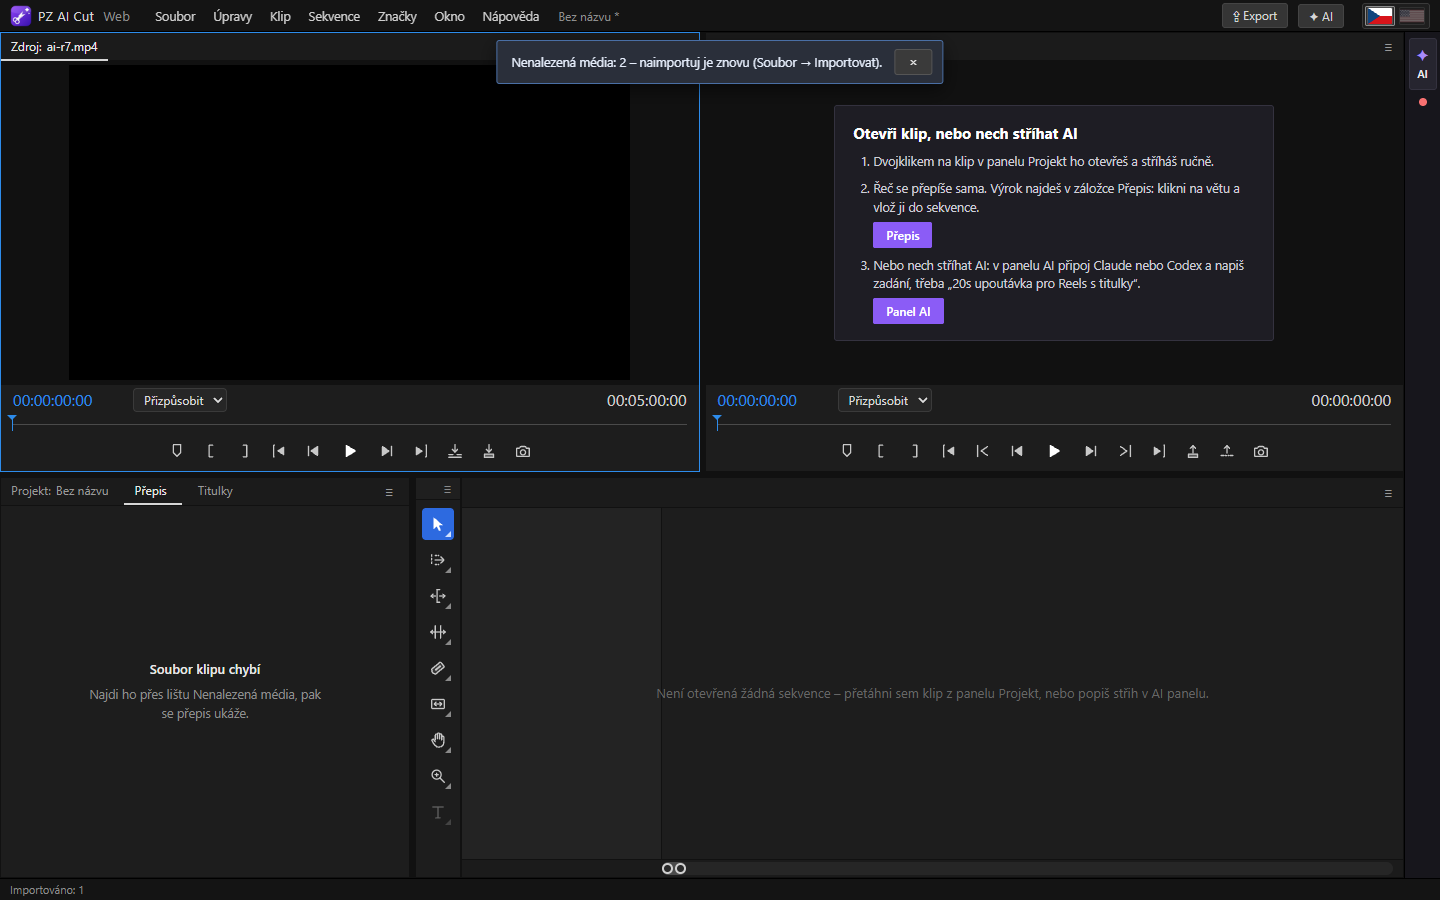 PZ AI Cut Web Soubor Úpravy Klip Sekvence Značky Okno Nápověda Bez názvu * Export AI
Zdroj: ai-r7.mp4
Nenalezená média: 2 – naimportuj je znovu (Soubor → Importovat). ×
AI
Otevři klip, nebo nech stříhat AI
1. Dvojklikem na klip v panelu Projekt ho otevřeš a stříháš ručně.
2. Řeč se přepíše sama. Výrok najdeš v záložce Přepis: klikni na větu a
vlož ji do sekvence.
Přepis
3. Nebo nech stříhat AI: v panelu AI připoj Claude nebo Codex a napiš
zadání, třeba „20s upoutávka pro Reels s titulky“.
Panel AI
00:00:00:00 Přizpůsobit 00:05:00:00
00:00:00:00 Přizpůsobit 00:00:00:00
Projekt: Bez názvu Přepis Titulky
Soubor klipu chybí
Najdi ho přes lištu Nenalezená média, pak
se přepis ukáže.
Není otevřená žádná sekvence – přetáhni sem klip z panelu Projekt, nebo popiš střih v AI panelu.
Importováno: 1